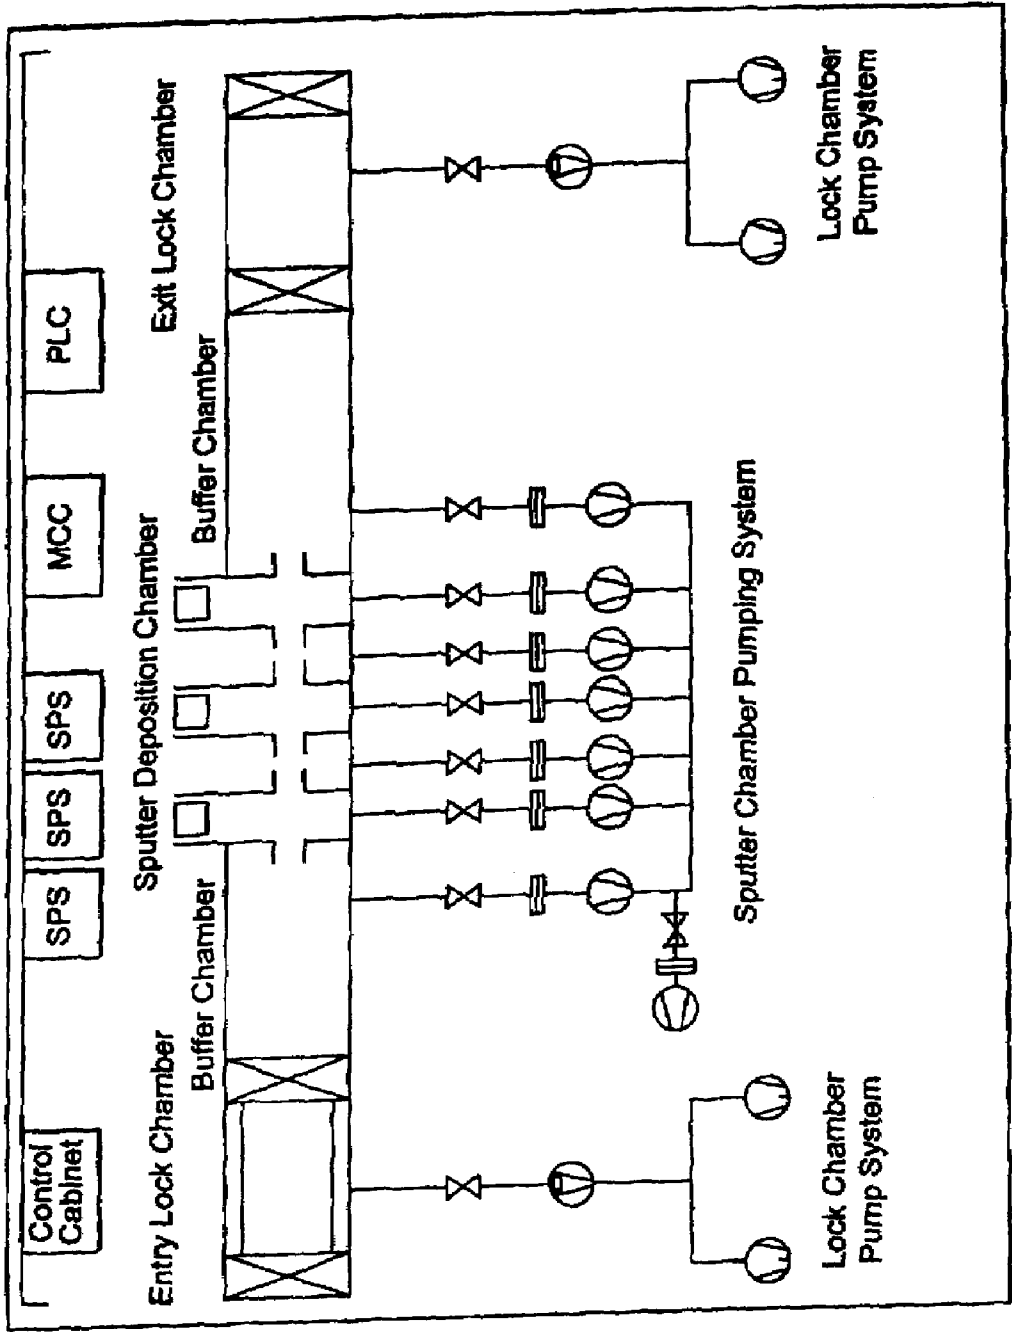 Control
Cabinet
SPS
SPS
SPS
MCC
PLC
Sputter Deposition Chamber
Entry Lock Chamber
Exit Lock Chamber
Buffer Chamber
Buffer Chamber
Sputter Chamber Pumping System
Lock Chamber
Pump System
Lock Chamber
Pump System